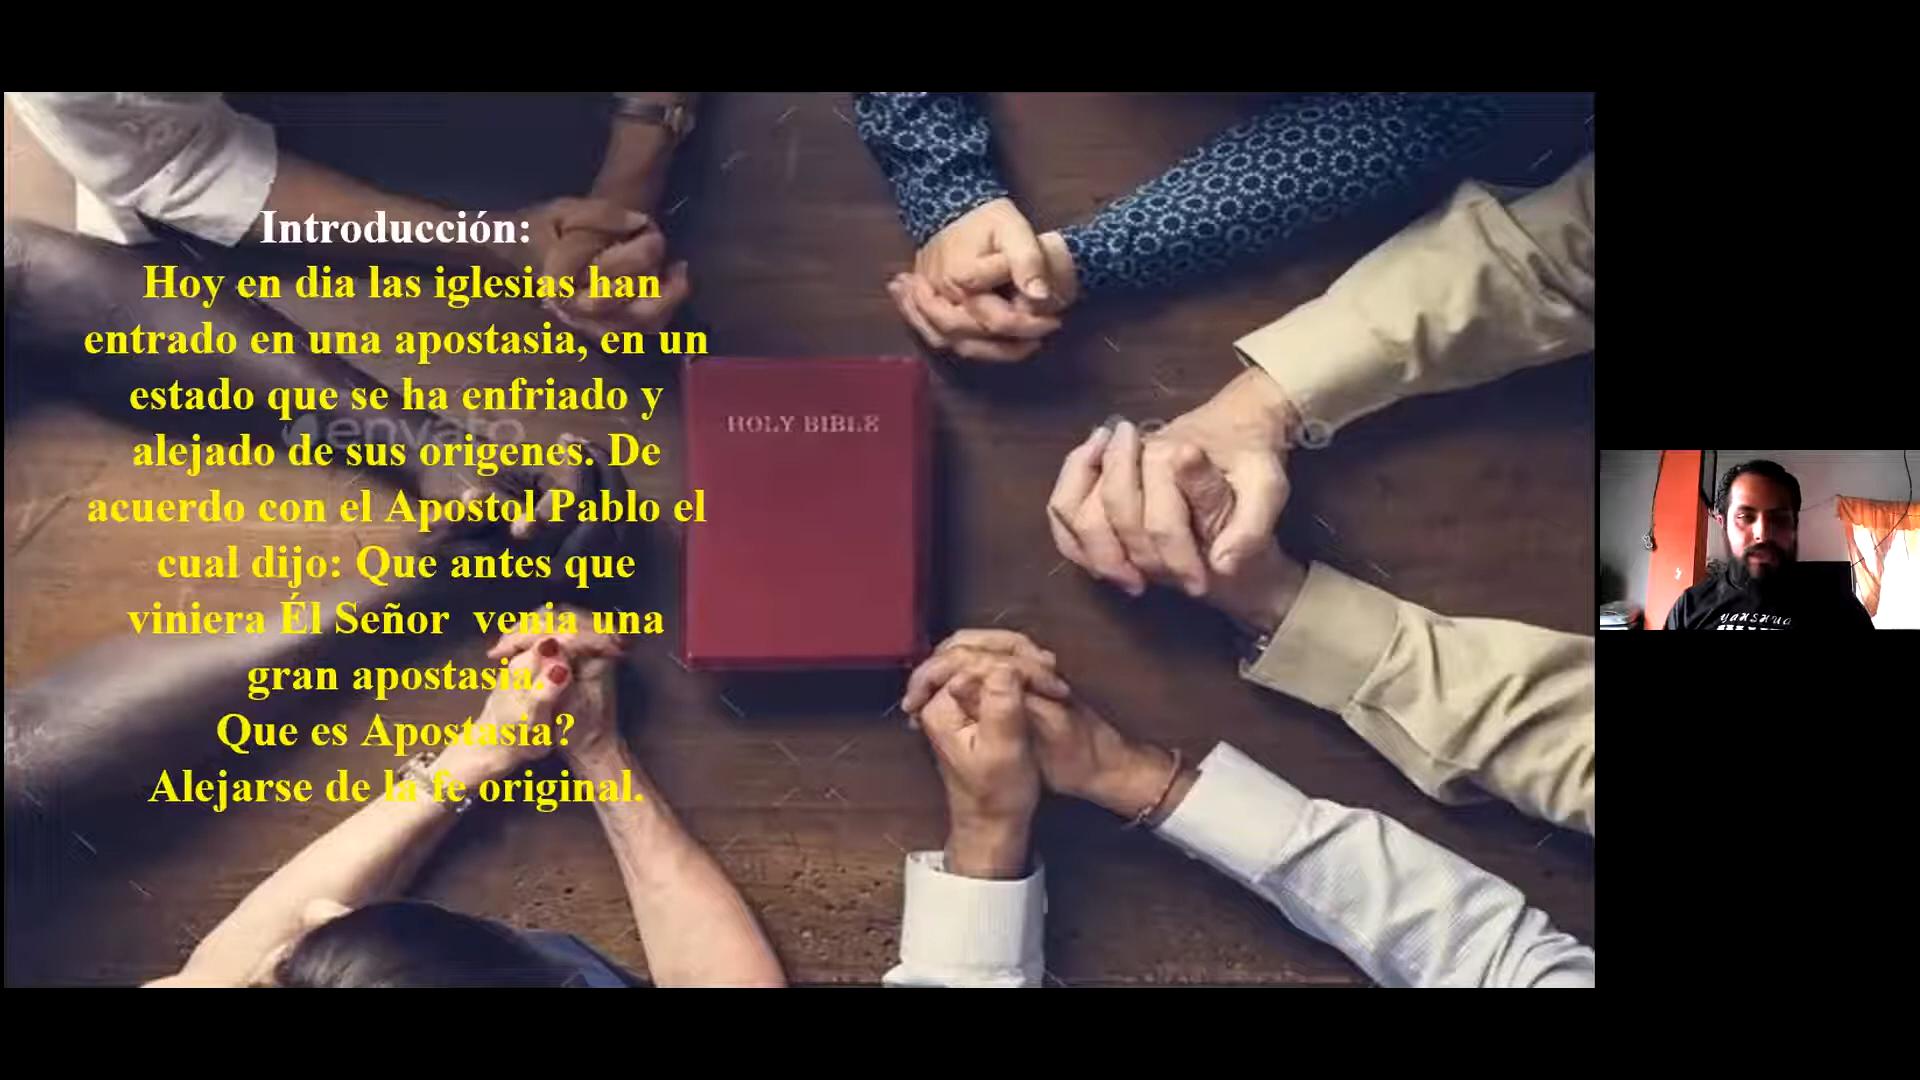 Introducción:
Hoy en dia las iglesias han
entrado en una apostasia, en un
estado que se ha enfriado y
alejado de sus origenes. De
acuerdo con el Apostol Pablo el
cual dijo: Que antes que
viniera Él Señor  venia una
gran apostasia.
Que es Apostasia?
Alejarse de la fe original.
HOLY BIBLE
envato
YAHSHUA